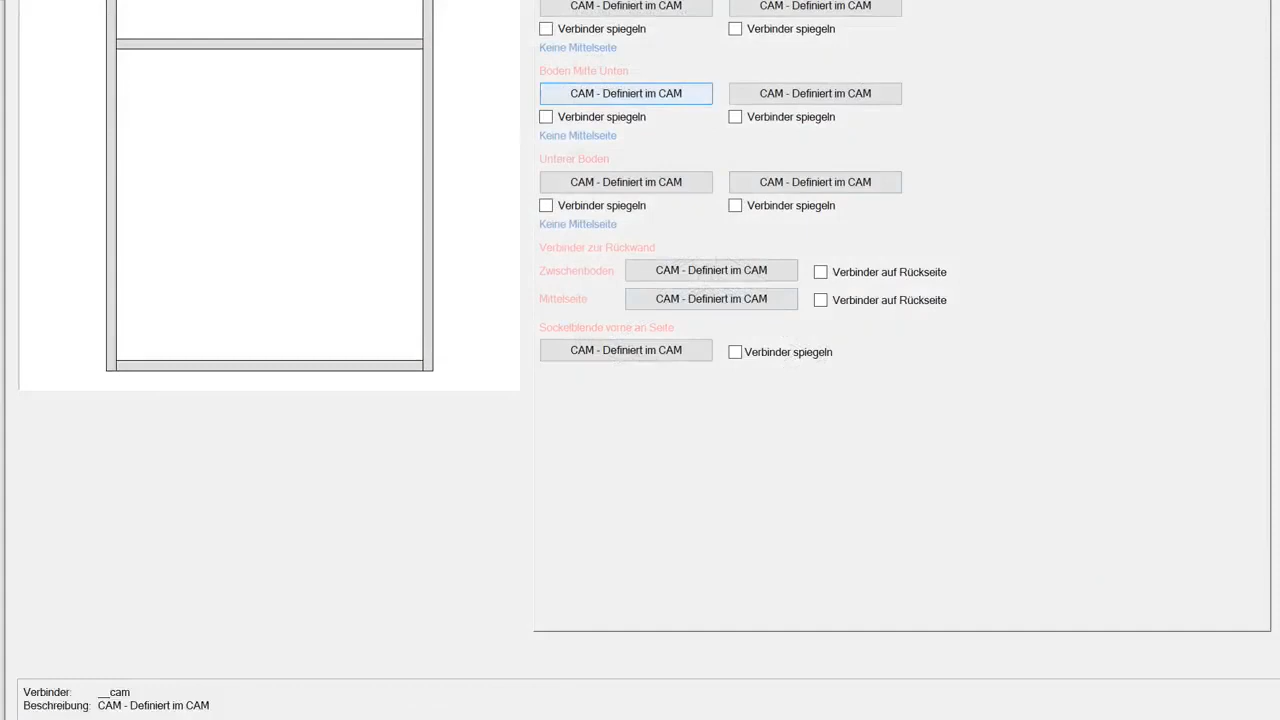 CAM - Definiert im CAM CAM - Definiert im CAM
Verbinder spiegeln Verbinder spiegeln
Keine Mittelseite
Boden Mitte Unten
CAM - Definiert im CAM CAM - Definiert im CAM
Verbinder spiegeln Verbinder spiegeln
Keine Mittelseite
Unterer Boden
CAM - Definiert im CAM CAM - Definiert im CAM
Verbinder spiegeln Verbinder spiegeln
Keine Mittelseite
Verbinder zur Rückwand
Zwischenboden CAM - Definiert im CAM Verbinder auf Rückseite
Mittelseite CAM - Definiert im CAM Verbinder auf Rückseite
Sockelblende vorne an Seite
CAM - Definiert im CAM Verbinder spiegeln
Verbinder: __cam
Beschreibung: CAM - Definiert im CAM